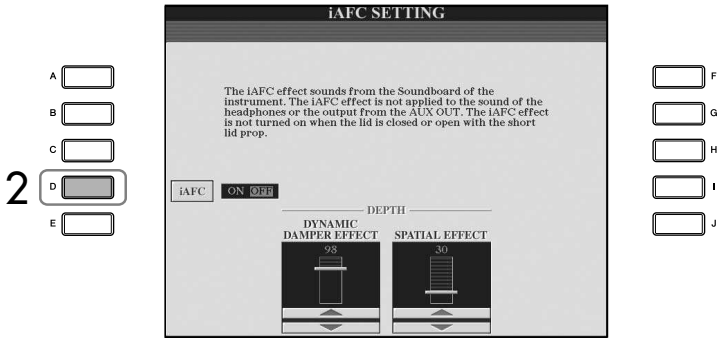 iAFC SETTING
The iAFC effect sounds from the Soundboard of the
instrument. The iAFC effect is not applied to the sound of the
headphones or the output from the AUX OUT. The iAFC effect
is not turned on when the lid is closed or open with the short
lid prop.
A
B
C
2 D
E
F
G
H
I
J
iAFC ON OFF
DEPTH
DYNAMIC
DAMPER EFFECT SPATIAL EFFECT
98 30